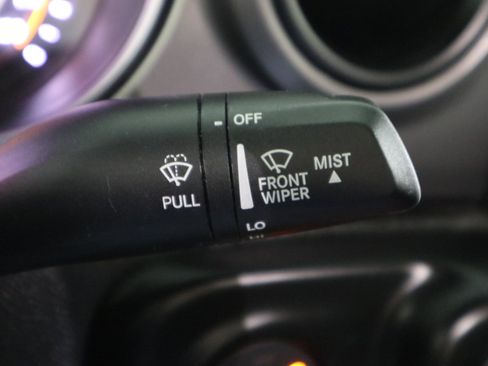 - OFF
PULL
FRONT
WIPER
MIST
LO